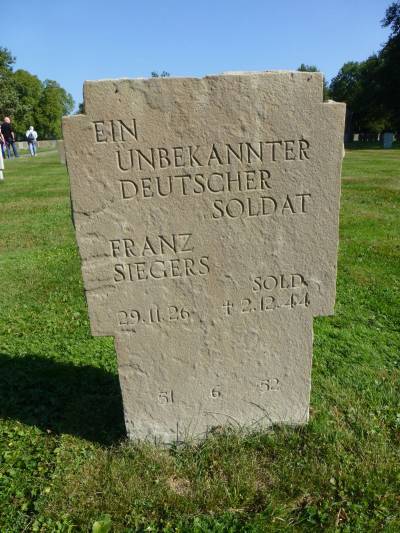 EIN
UNBEKANNTER
DEUTSCHER
SOLDAT
FRANZ
SIEGERS SOLD.
29.11.26 † 2.12.44
51 6 52